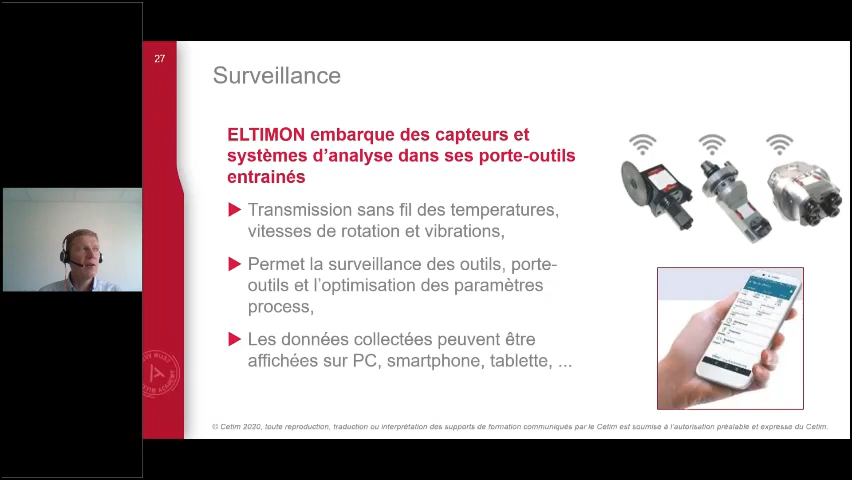 27
Surveillance
ELTIMON embarque des capteurs et
systèmes d'analyse dans ses porte-outils
entrainés
Transmission sans fil des temperatures,
vitesses de rotation et vibrations,
Permet la surveillance des outils, porte-
outils et l'optimisation des paramètres
process,
Les données collectées peuvent être
affichées sur PC, smartphone, tablette, ...
© Cetim 2020, toute reproduction, traduction ou interprétation des supports de formation communiqués par le Cetim est soumise à l'autorisation préalable et expresse du Cetim.